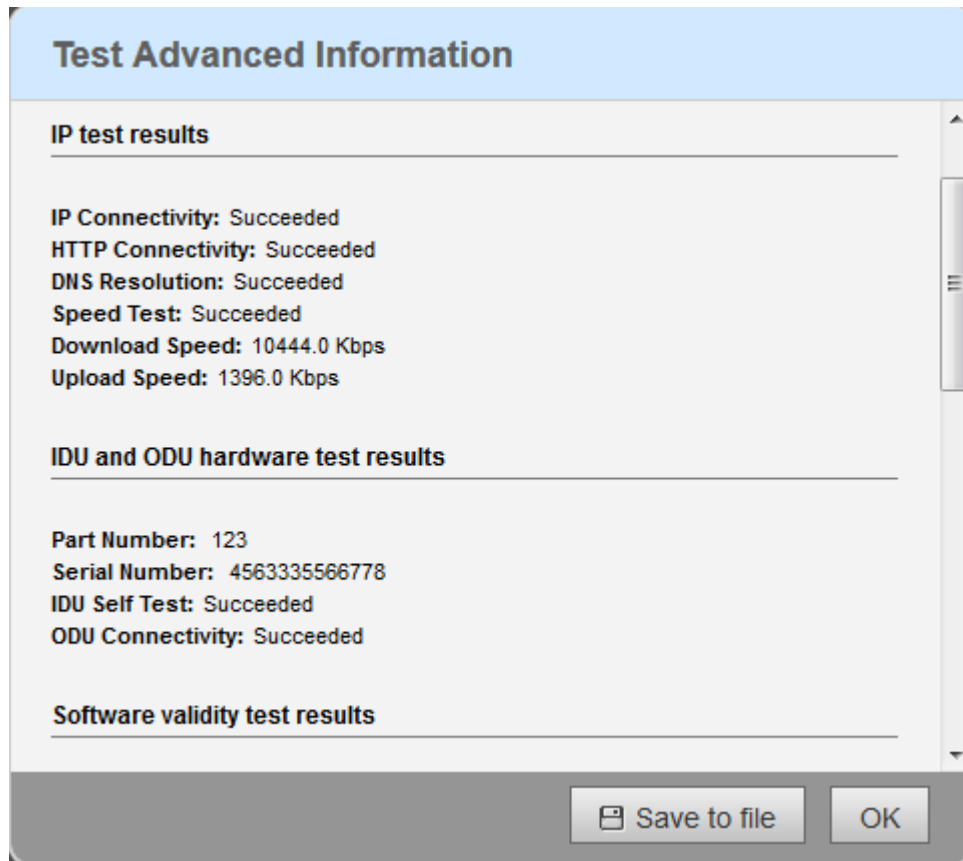 Test Advanced Information
IP test results
IP Connectivity: Succeeded
HTTP Connectivity: Succeeded
DNS Resolution: Succeeded
Speed Test: Succeeded
Download Speed: 10444.0 Kbps
Upload Speed: 1396.0 Kbps
IDU and ODU hardware test results
Part Number: 123
Serial Number: 4563335566778
IDU Self Test: Succeeded
ODU Connectivity: Succeeded
Software validity test results
Save to file
OK